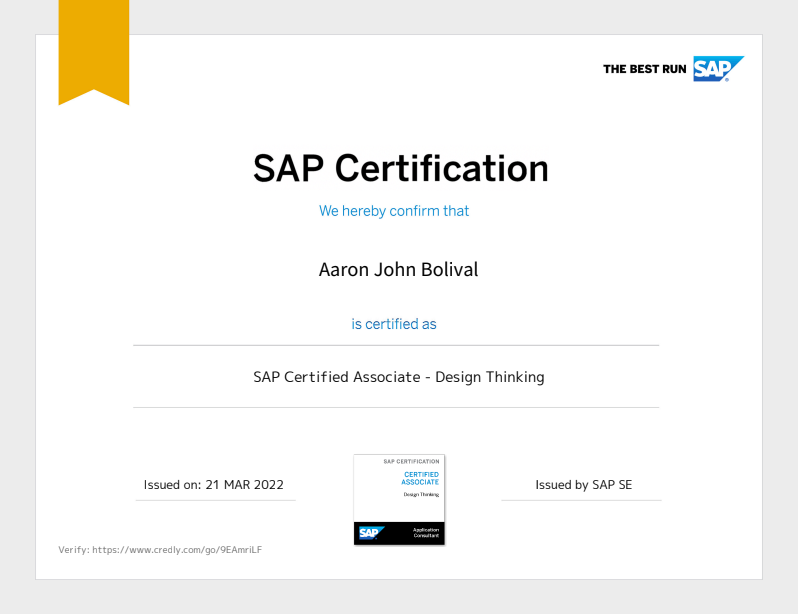 THE BEST RUN SAP
SAP Certification
We hereby confirm that
Aaron John Bolival
is certified as
SAP Certified Associate - Design Thinking
Issued on: 21 MAR 2022
SAP CERTIFICATION
CERTIFIED
ASSOCIATE
Design Thinking
SAP
Application
Consultant
Issued by SAP SE
Verify: https://www.credly.com/go/9EAmriLF